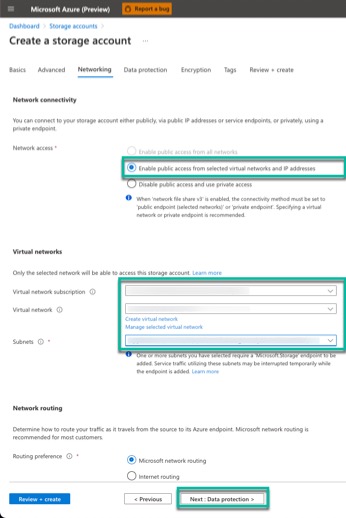 Microsoft Azure (Preview)
Report a bug
Dashboard > Storage accounts >
Create a storage account ...
Basics Advanced Networking Data protection Encryption Tags Review + create
Network connectivity
You can connect to your storage account either publicly, via public IP addresses or service endpoints, or privately, using a
private endpoint.
Network access *
Enable public access from all networks
Enable public access from selected virtual networks and IP addresses
Disable public access and use private access
When 'network file share v3' is enabled, the connectivity method must be set to
'public endpoint (selected networks)' or 'private endpoint'. Specifying a virtual
network or private endpoint is recommended.
Virtual networks
Only the selected network will be able to access this storage account. Learn more
Virtual network subscription
Virtual network
Create virtual network
Manage selected virtual network
Subnets *
One or more subnets you have selected require a 'Microsoft.Storage' endpoint to be
added. Service traffic utilizing these subnets may be interrupted temporarily while
the endpoint is added. Learn more
Network routing
Determine how to route your traffic as it travels from the source to its Azure endpoint. Microsoft network routing is
recommended for most customers.
Routing preference *
Microsoft network routing
Internet routing
Review + create
< Previous
Next : Data protection >